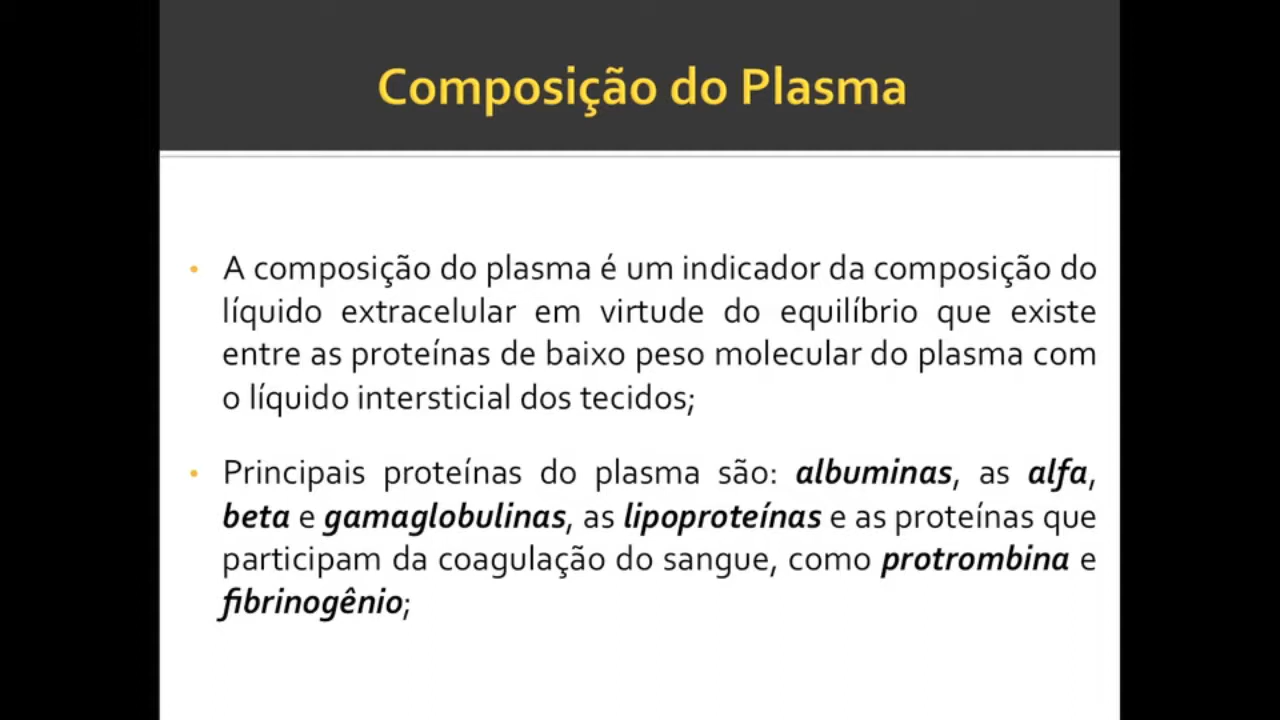 Composição do Plasma
• A composição do plasma é um indicador da composição do
líquido extracelular em virtude do equilíbrio que existe
entre as proteínas de baixo peso molecular do plasma com
o líquido intersticial dos tecidos;
• Principais proteínas do plasma são: albuminas, as alfa,
beta e gamaglobulinas, as lipoproteínas e as proteínas que
participam da coagulação do sangue, como protrombina e
fibrinogênio;